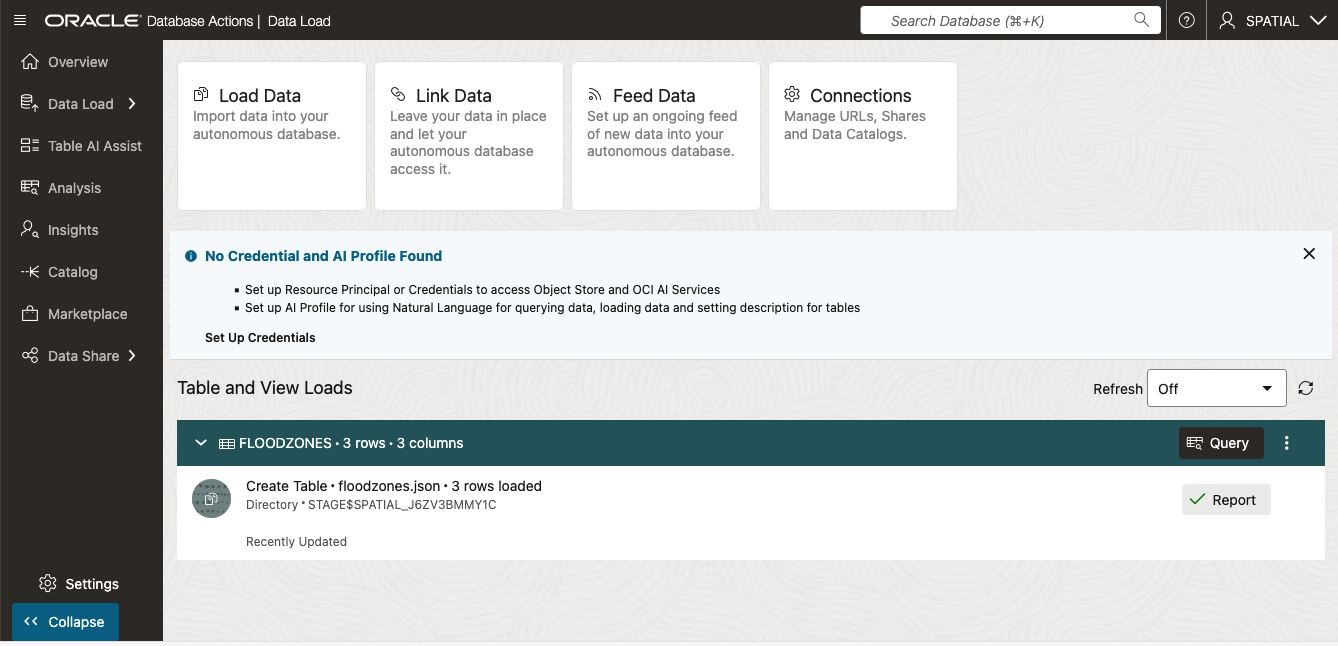 ORACLE Database Actions | Data Load
Search Database (⌘+K)
SPATIAL
Overview
Data Load
Table AI Assist
Analysis
Insights
Catalog
Marketplace
Data Share
Settings
Collapse
Load Data
Import data into your
autonomous database.
Link Data
Leave your data in place
and let your
autonomous database
access it.
Feed Data
Set up an ongoing feed
of new data into your
autonomous database.
Connections
Manage URLs, Shares
and Data Catalogs.
No Credential and AI Profile Found
▪ Set up Resource Principal or Credentials to access Object Store and OCI AI Services
▪ Set up AI Profile for using Natural Language for querying data, loading data and setting description for tables
Set Up Credentials
Table and View Loads
Refresh Off
FLOODZONES • 3 rows • 3 columns
Query
Create Table • floodzones.json • 3 rows loaded
Directory • STAGE$SPATIAL_J6ZV3BMMY1C
Report
Recently Updated